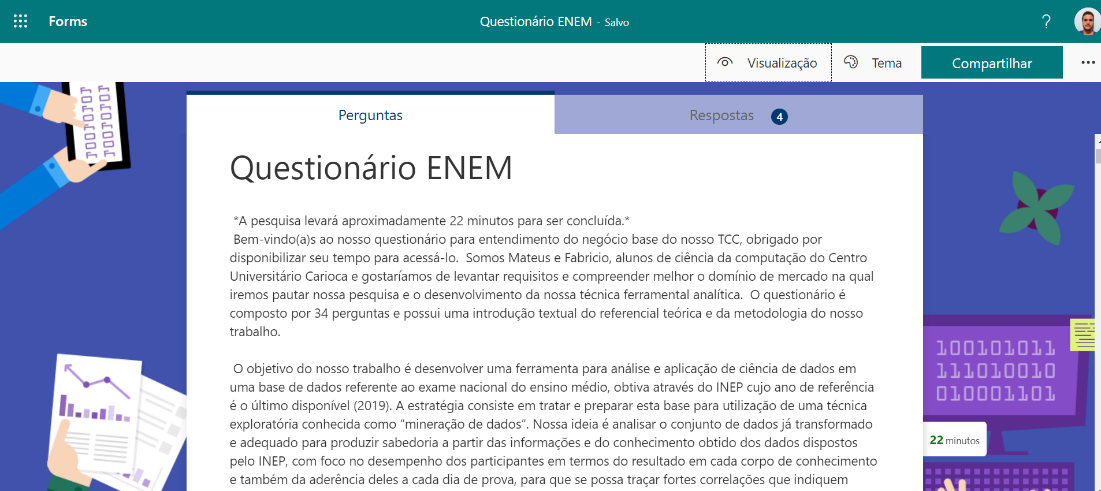 Forms
Questionário ENEM - Salvo
?
Visualização
Tema
Compartilhar
Perguntas
Respostas 4
Questionário ENEM
*A pesquisa levará aproximadamente 22 minutos para ser concluída.*
Bem-vindo(a)s ao nosso questionário para entendimento do negócio base do nosso TCC, obrigado por
disponibilizar seu tempo para acessá-lo. Somos Mateus e Fabricio, alunos de ciência da computação do Centro
Universitário Carioca e gostaríamos de levantar requisitos e compreender melhor o domínio de mercado na qual
iremos pautar nossa pesquisa e o desenvolvimento da nossa técnica ferramental analítica. O questionário é
composto por 34 perguntas e possui uma introdução textual do referencial teórico e da metodologia do nosso
trabalho.
O objetivo do nosso trabalho é desenvolver uma ferramenta para análise e aplicação de ciência de dados em
uma base de dados referente ao exame nacional do ensino médio, obtiva através do INEP cujo ano de referência
é o último disponível (2019). A estratégia consiste em tratar e preparar esta base para utilização de uma técnica
exploratória conhecida como “mineração de dados”. Nossa ideia é analisar o conjunto de dados já transformado
e adequado para produzir sabedoria a partir das informações e do conhecimento obtido dos dados dispostos
pelo INEP, com foco no desempenho dos participantes em termos do resultado em cada corpo de conhecimento
e também da aderência deles a cada dia de prova, para que se possa traçar fortes correlações que indiquem
100101011
111010010
010001101
22 minutos